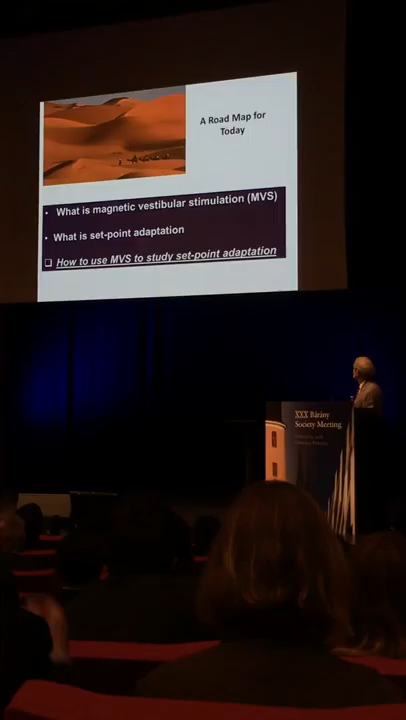 A Road Map for
Today
• What is magnetic vestibular stimulation (MVS)
• What is set-point adaptation
❑ How to use MVS to study set-point adaptation
XXX Bárány
Society Meeting